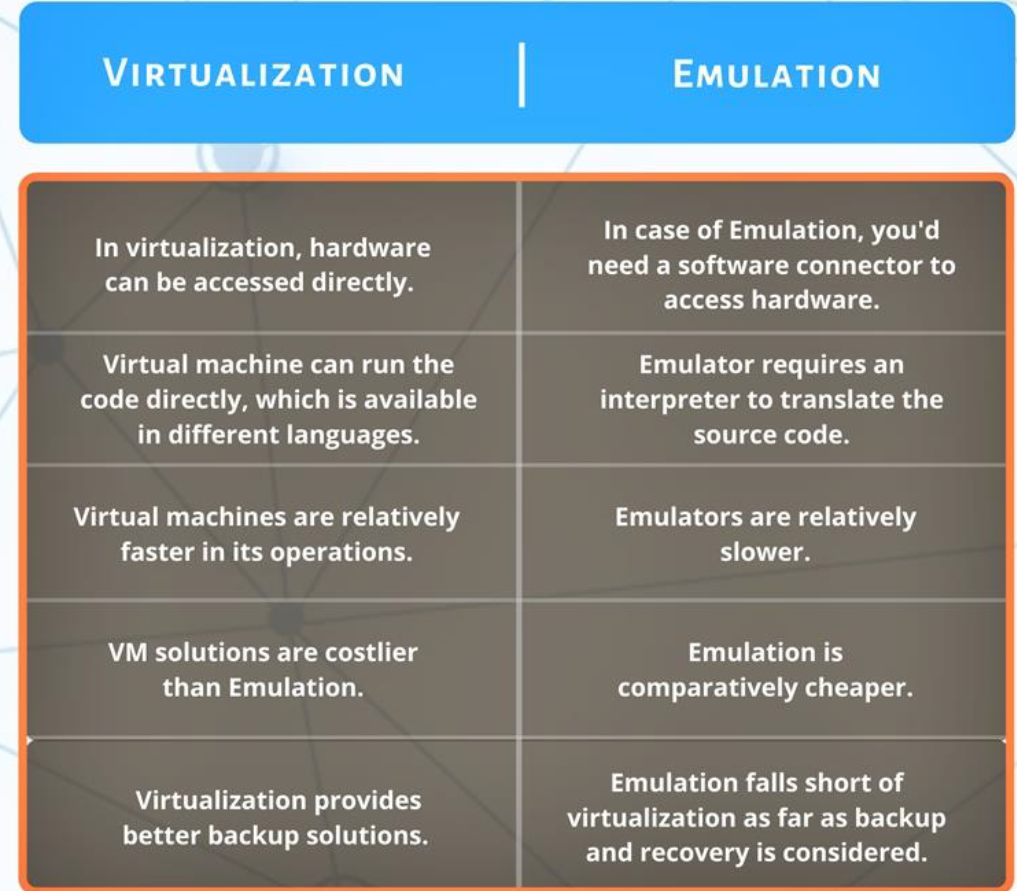 VIRTUALIZATION | EMULATION
In virtualization, hardware
can be accessed directly.
In case of Emulation, you'd
need a software connector to
access hardware.
Virtual machine can run the
code directly, which is available
in different languages.
Emulator requires an
interpreter to translate the
source code.
Virtual machines are relatively
faster in its operations.
Emulators are relatively
slower.
VM solutions are costlier
than Emulation.
Emulation is
comparatively cheaper.
Virtualization provides
better backup solutions.
Emulation falls short of
virtualization as far as backup
and recovery is considered.